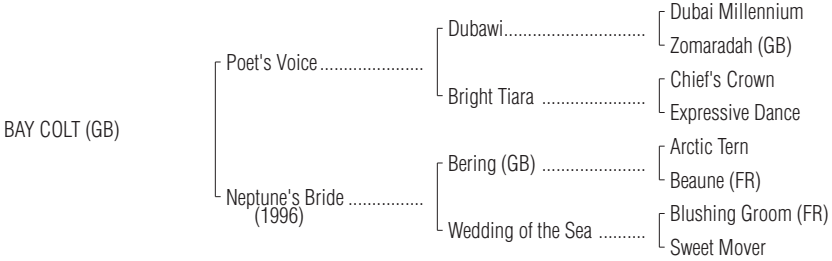 Dubai Millennium
Dubawi..............................
Zomaradah (GB)
Poet's Voice ......................
Chief's Crown
Bright Tiara ......................
Expressive Dance
BAY COLT (GB)
Arctic Tern
Bering (GB) ......................
Beaune (FR)
Neptune's Bride ................
(1996)
Blushing Groom (FR)
Wedding of the Sea ..........
Sweet Mover